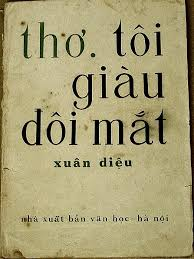 thơ. tôi
giàu
đôi mắt
xuân diệu
nhà xuất bản văn học - hà nội